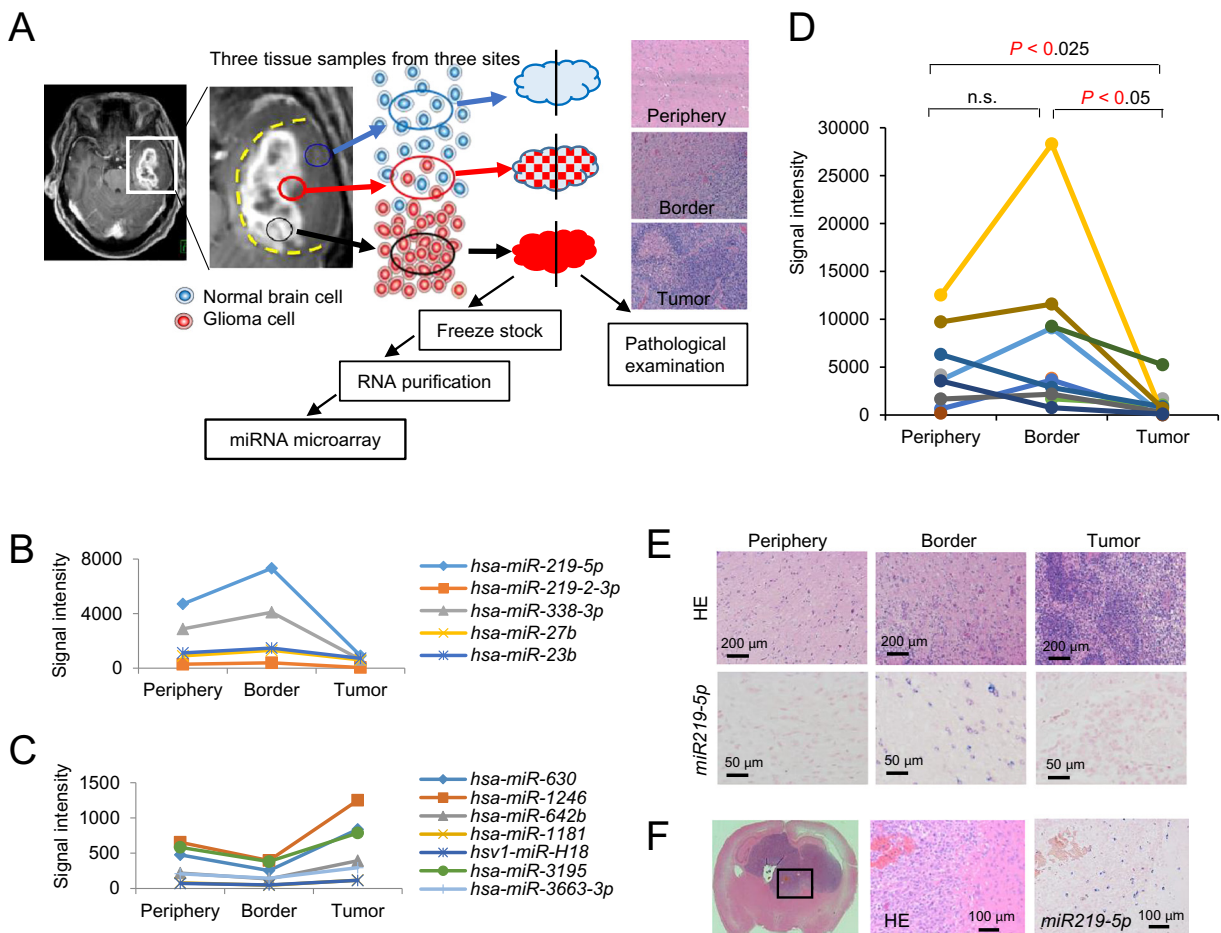 A
Three tissue samples from three sites
Normal brain cell
Glioma cell
Periphery
Border
Tumor
Freeze stock
Pathological
examination
RNA purification
miRNA microarray
D
P < 0.025
n.s.
P < 0.05
Signal intensity
30000
25000
20000
15000
10000
5000
0
Periphery
Border
Tumor
B
Signal intensity
8000
4000
0
Periphery
Border
Tumor
hsa-miR-219-5p
hsa-miR-219-2-3p
hsa-miR-338-3p
hsa-miR-27b
hsa-miR-23b
C
Signal intensity
1500
1000
500
0
Periphery
Border
Tumor
hsa-miR-630
hsa-miR-1246
hsa-miR-642b
hsa-miR-1181
hsv1-miR-H18
hsa-miR-3195
hsa-miR-3663-3p
E
Periphery
Border
Tumor
HE
200 µm
200 µm
200 µm
miR219-5p
50 µm
50 µm
50 µm
F
HE
100 µm
miR219-5p
100 µm